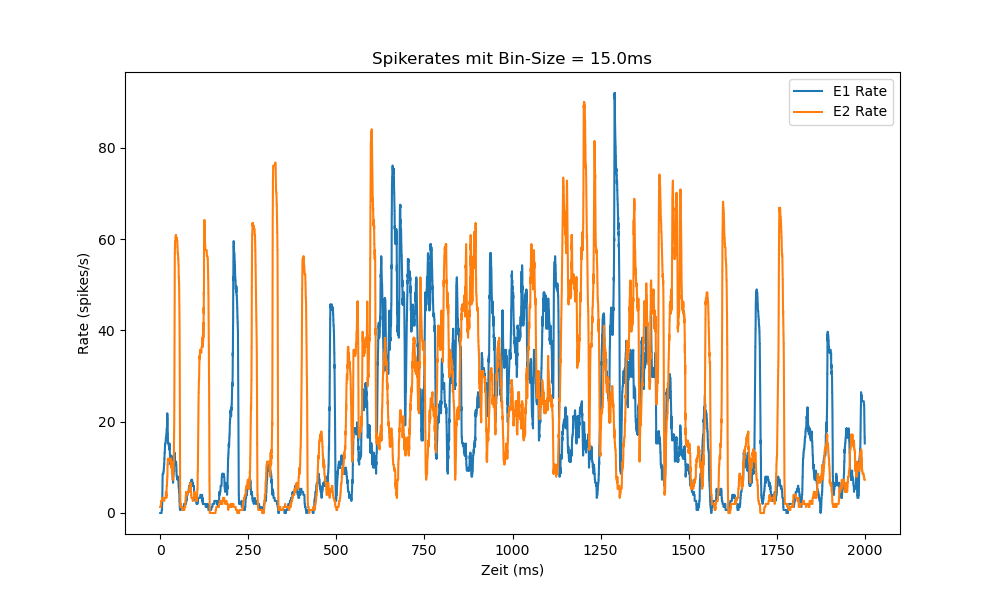 Spikerates mit Bin-Size = 15.0ms
E1 Rate
E2 Rate
Rate (spikes/s)
80
60
40
20
0
0 250 500 750 1000 1250 1500 1750 2000
Zeit (ms)